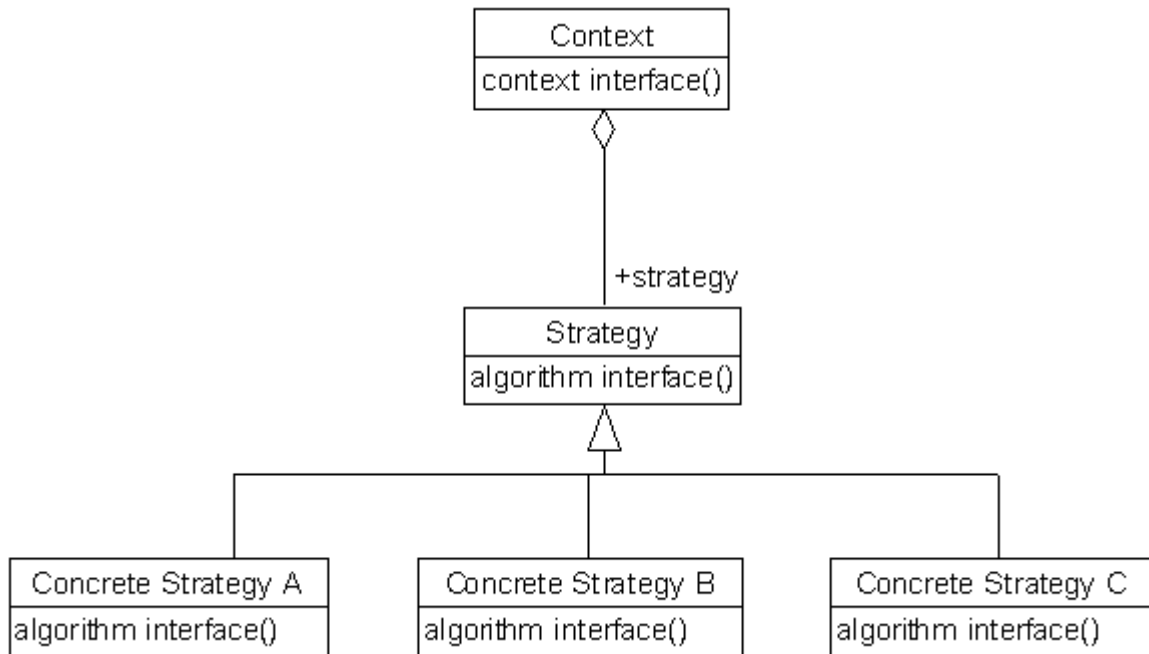 Context
context interface()
+strategy
Strategy
algorithm interface()
Concrete Strategy A
algorithm interface()
Concrete Strategy B
algorithm interface()
Concrete Strategy C
algorithm interface()